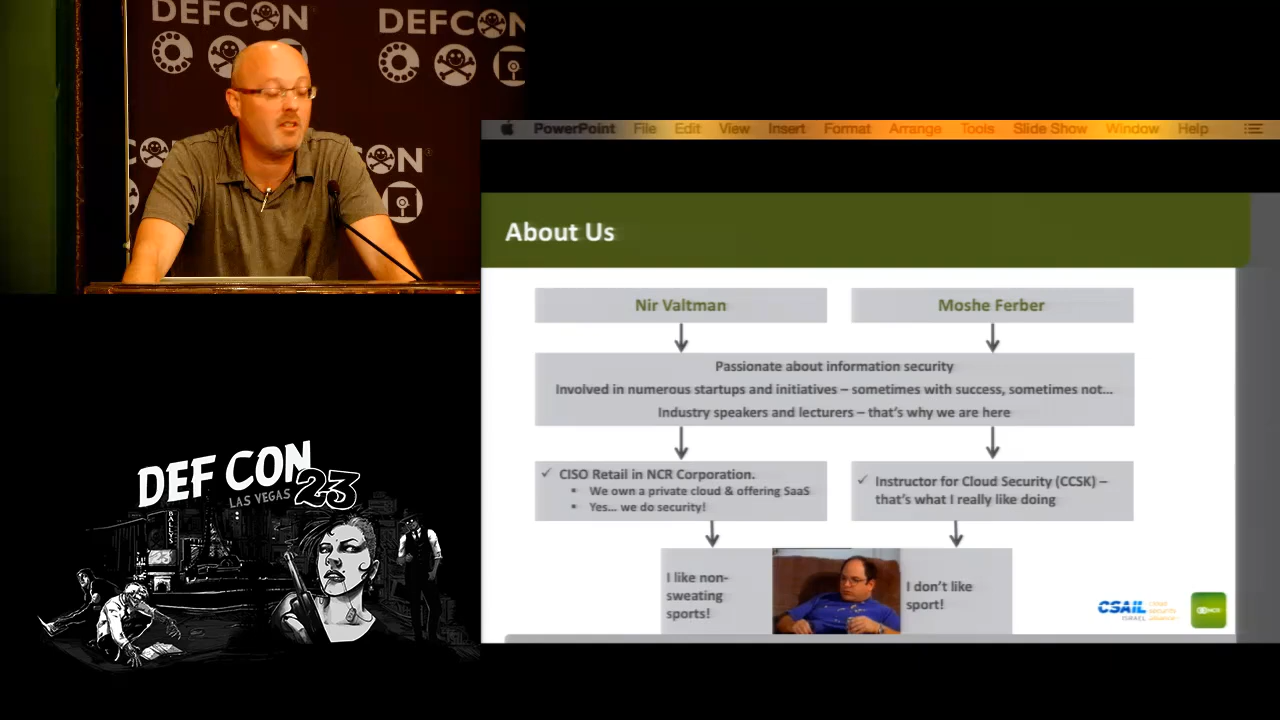 DEFCON
DEFCON
CON
PowerPoint File Edit View Insert Format Arrange Tools Slide Show Window Help
About Us
Nir Valtman
Moshe Ferber
Passionate about information security
Involved in numerous startups and initiatives – sometimes with success, sometimes not...
Industry speakers and lecturers – that's why we are here
✓ CISO Retail in NCR Corporation.
▪ We own a private cloud & offering SaaS
▪ Yes... we do security!
✓ Instructor for Cloud Security (CCSK) –
that's what I really like doing
I like non-
sweating
sports!
I don't like
sport!
CSAIL
ISRAEL
NCR
DEF CON
LAS VEGAS 23
BALLY'S